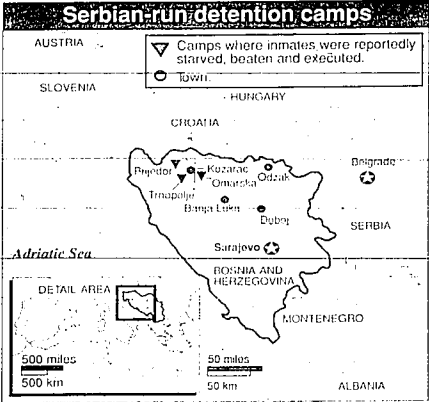 Serbian-run detention camps
Camps where inmates were reportedly
starved, beaten and executed.
Town.
AUSTRIA
SLOVENIA
HUNGARY
CROATIA
Belgrade
Prijedor
Kozarac
Omarska
Odzak
Trnopolje
Banja Luka
Doboj
SERBIA
Sarajevo
Adriatic Sea
BOSNIA AND
HERZEGOVINA
DETAIL AREA
MONTENEGRO
500 miles
500 km
50 miles
50 km
ALBANIA